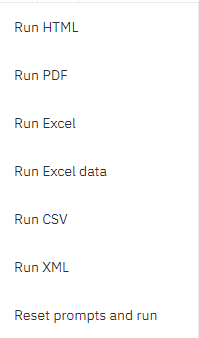 Run HTML
Run PDF
Run Excel
Run Excel data
Run CSV
Run XML
Reset prompts and run